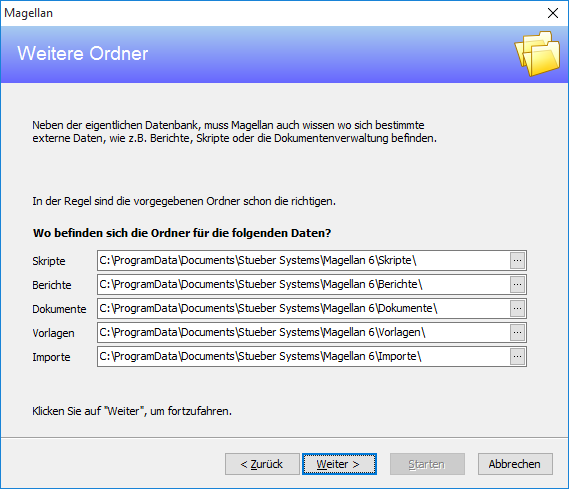 Magellan
Weitere Ordner
Neben der eigentlichen Datenbank, muss Magellan auch wissen wo sich bestimmte
externe Daten, wie z.B. Berichte, Skripte oder die Dokumentenverwaltung befinden.
In der Regel sind die vorgegebenen Ordner schon die richtigen.
Wo befinden sich die Ordner für die folgenden Daten?
Skripte C:\ProgramData\Documents\Stueber Systems\Magellan 6\Skripte\ ...
Berichte C:\ProgramData\Documents\Stueber Systems\Magellan 6\Berichte\ ...
Dokumente C:\ProgramData\Documents\Stueber Systems\Magellan 6\Dokumente\ ...
Vorlagen C:\ProgramData\Documents\Stueber Systems\Magellan 6\Vorlagen\ ...
Importe C:\ProgramData\Documents\Stueber Systems\Magellan 6\Importe\ ...
Klicken Sie auf "Weiter", um fortzufahren.
< Zurück Weiter > Starten Abbrechen